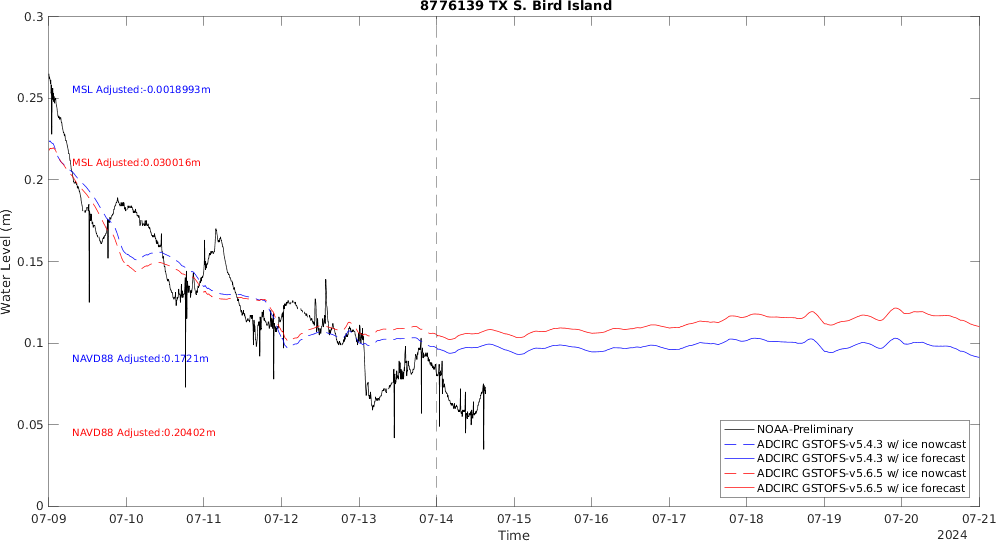 8776139 TX S. Bird Island
0.3
0.25
0.2
0.15
0.1
0.05
0
Water Level (m)
MSL Adjusted:-0.0018993m
MSL Adjusted:0.030016m
NAVD88 Adjusted:0.1721m
NAVD88 Adjusted:0.20402m
NOAA-Preliminary
ADCIRC GSTOFS-v5.4.3 w/ ice nowcast
ADCIRC GSTOFS-v5.4.3 w/ ice forecast
ADCIRC GSTOFS-v5.6.5 w/ ice nowcast
ADCIRC GSTOFS-v5.6.5 w/ ice forecast
07-09 07-10 07-11 07-12 07-13 07-14 07-15 07-16 07-17 07-18 07-19 07-20 07-21
Time
2024